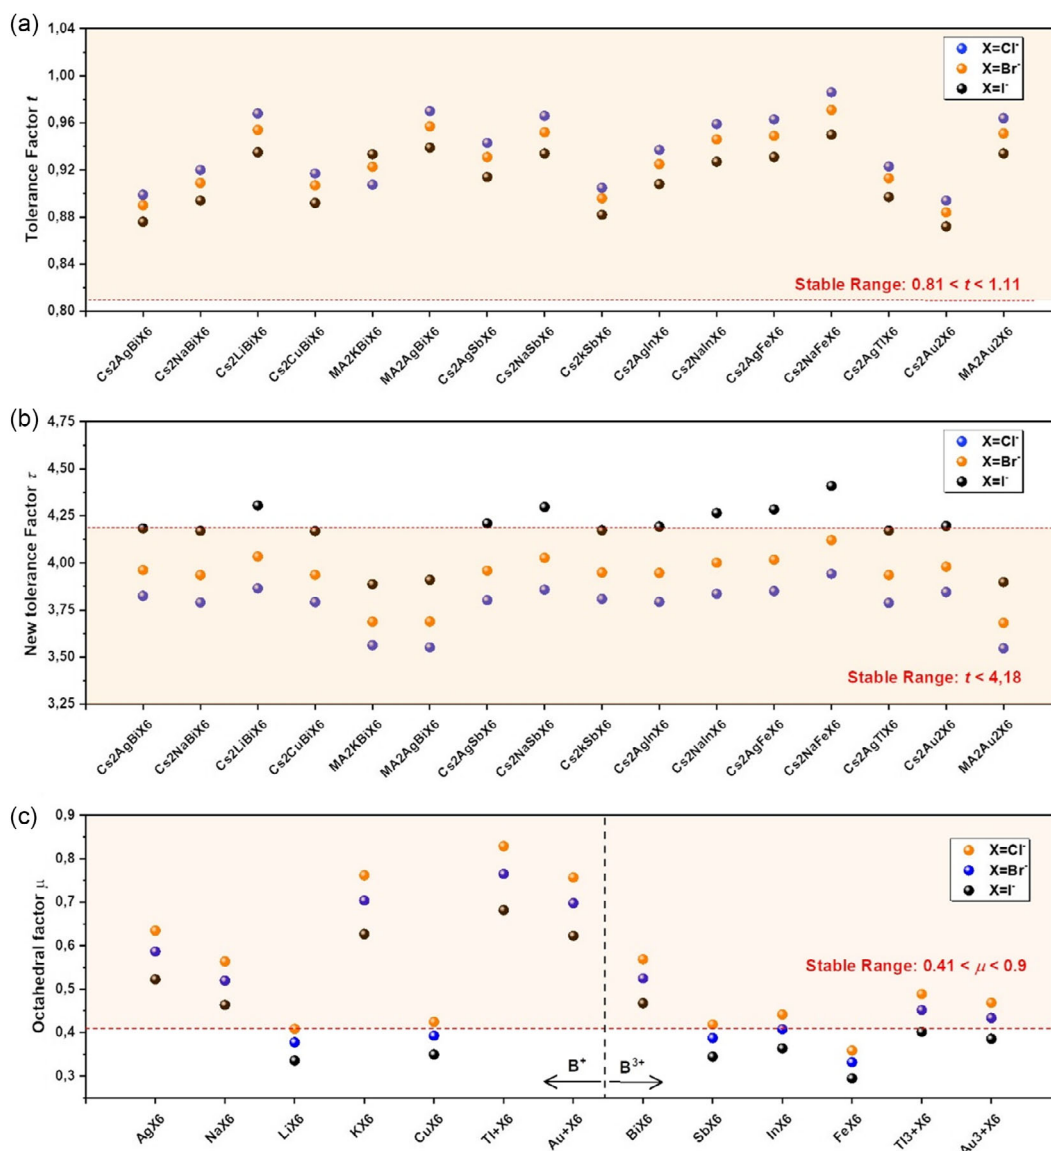 (a)
1,04
1,00
0,96
0,92
0,88
0,84
0,80
Tolerance Factor t
X=Cl-
X=Br-
X=I-
Stable Range: 0.81 < t < 1.11
Cs2AgBiX6
Cs2NaBiX6
Cs2LiBiX6
Cs2CuBiX6
MA2KBiX6
MA2AgBiX6
Cs2AgSbX6
Cs2NaSbX6
Cs2kSbX6
Cs2AgInX6
Cs2NaInX6
Cs2AgFeX6
Cs2NaFeX6
Cs2AgTlX6
Cs2Au2X6
MA2Au2X6
(b)
4,75
4,50
4,25
4,00
3,75
3,50
3,25
New tolerance Factor τ
X=Cl-
X=Br-
X=I-
Stable Range: t < 4,18
Cs2AgBiX6
Cs2NaBiX6
Cs2LiBiX6
Cs2CuBiX6
MA2KBiX6
MA2AgBiX6
Cs2AgSbX6
Cs2NaSbX6
Cs2kSbX6
Cs2AgInX6
Cs2NaInX6
Cs2AgFeX6
Cs2NaFeX6
Cs2AgTlX6
Cs2Au2X6
MA2Au2X6
(c)
0,9
0,8
0,7
0,6
0,5
0,4
0,3
Octahedral factor μ
X=Cl-
X=Br-
X=I-
Stable Range: 0.41 < μ < 0.9
B+
B3+
AgX6
NaX6
LiX6
KX6
CuX6
Tl+X6
Au+X6
BiX6
SbX6
InX6
FeX6
Tl3+X6
Au3+X6